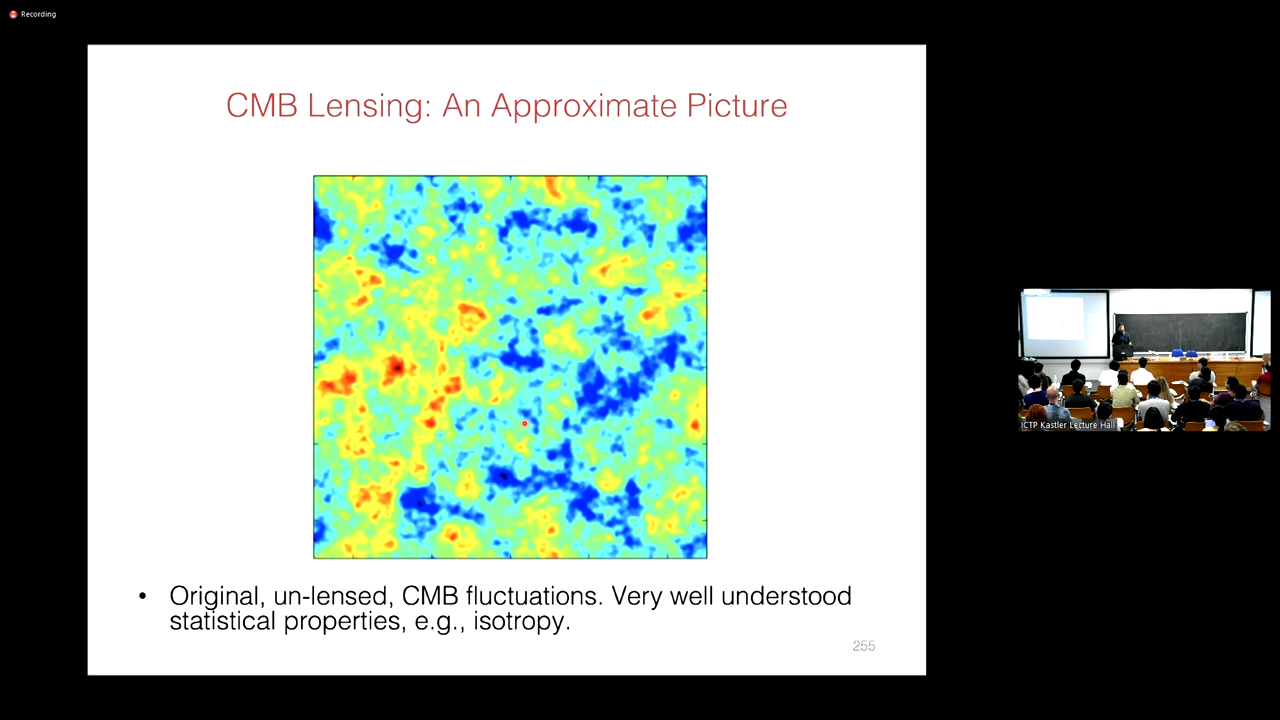 Recording
CMB Lensing: An Approximate Picture
• Original, un-lensed, CMB fluctuations. Very well understood
statistical properties, e.g., isotropy.
255
ICTP Kastler Lecture Hall